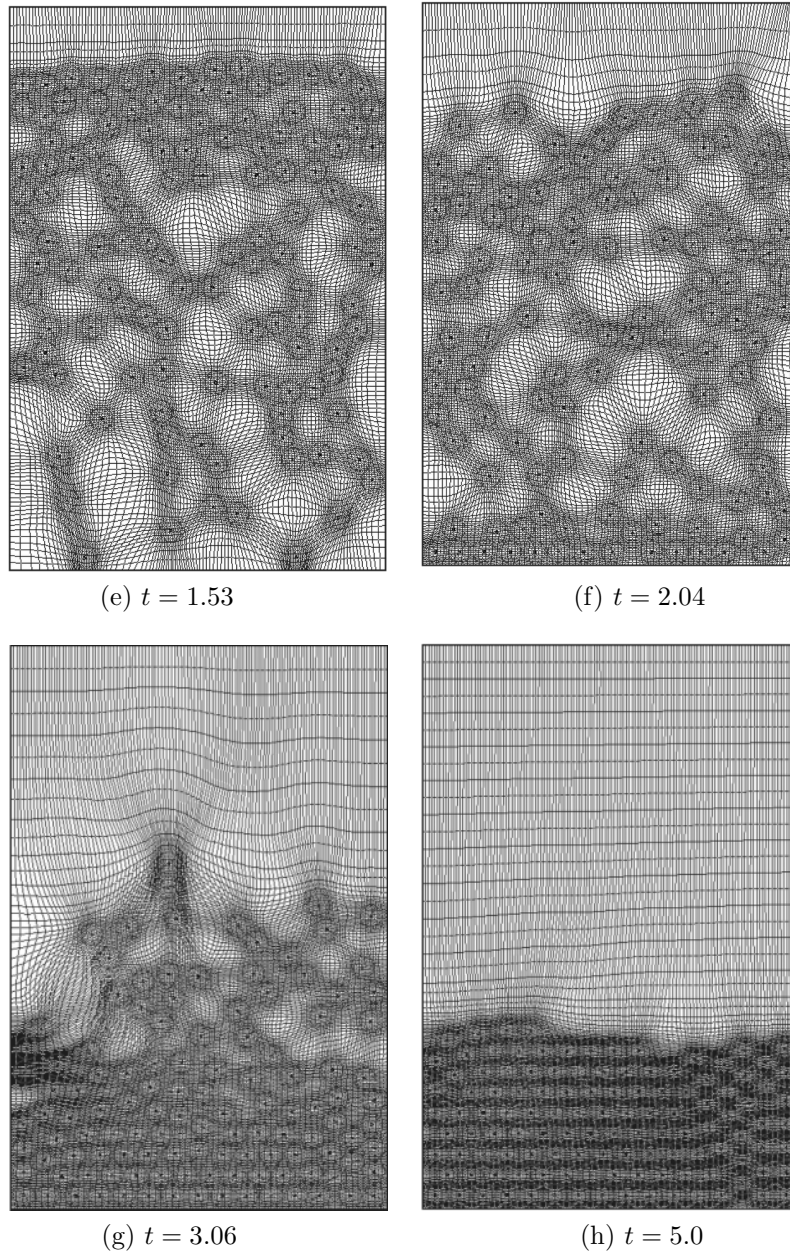 (e) t = 1.53
(f) t = 2.04
(g) t = 3.06
(h) t = 5.0